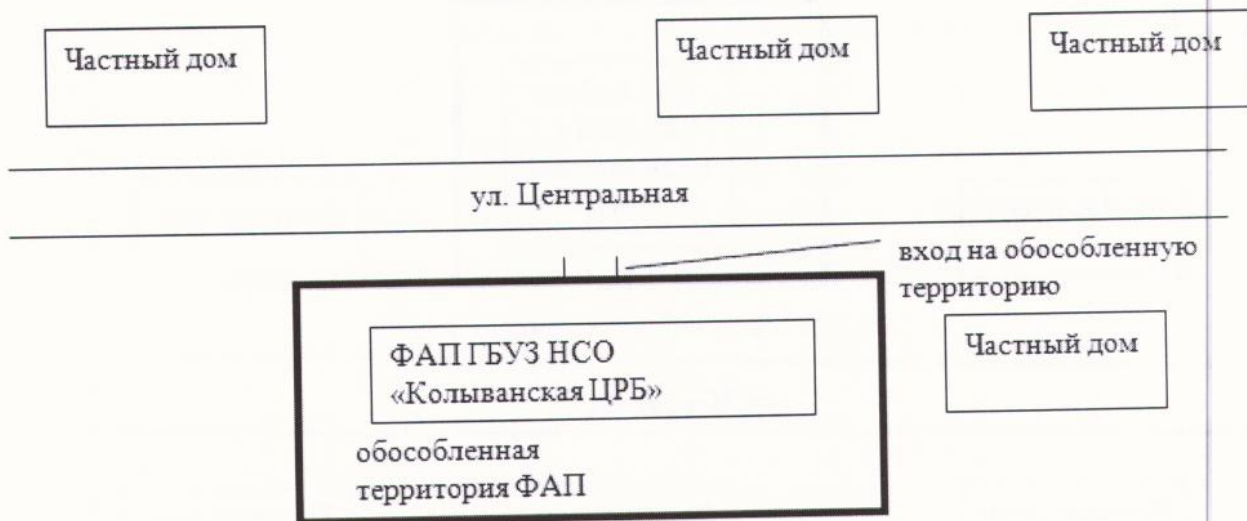 Частный дом
Частный дом
Частный дом
ул. Центральная
вход на обособленную
территорию
ФАП ГБУЗ НСО
«Колыванская ЦРБ»
Частный дом
обособленная
территория ФАП